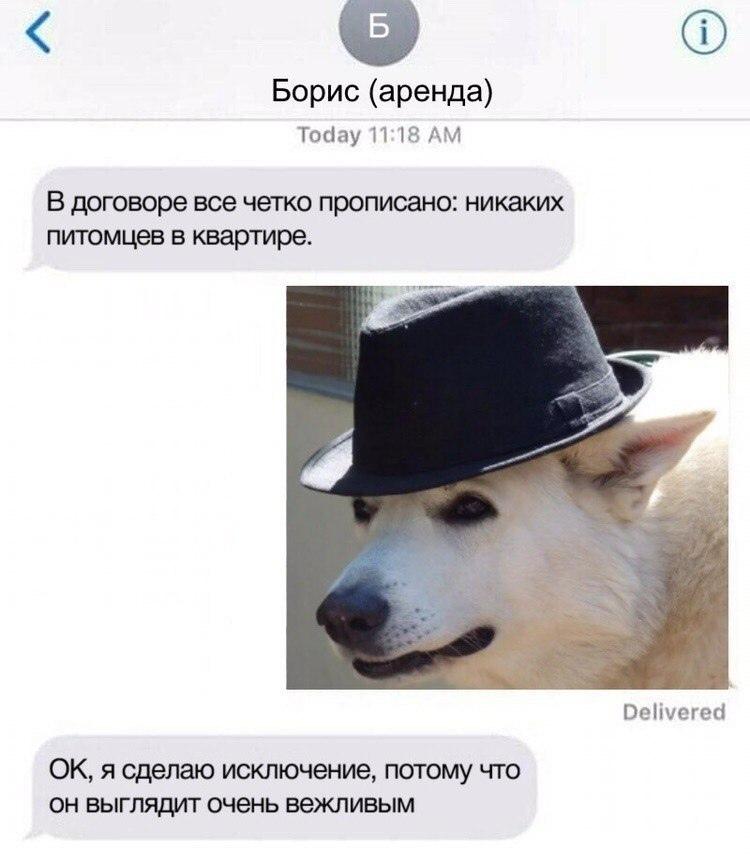 Б
Борис (аренда)
Today 11:18 AM
В договоре все четко прописано: никаких
питомцев в квартире.
Delivered
ОК, я сделаю исключение, потому что
он выглядит очень вежливым